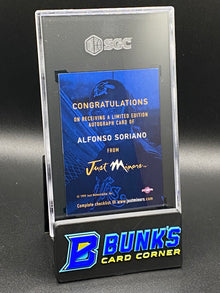 SGC
CONGRATULATIONS
ON RECEIVING A LIMITED EDITION
AUTOGRAPH CARD OF
ALFONSO SORIANO
FROM
Just Minors
Complete checklist @ www.justminors.com
B BUNK'S
CARD CORNER